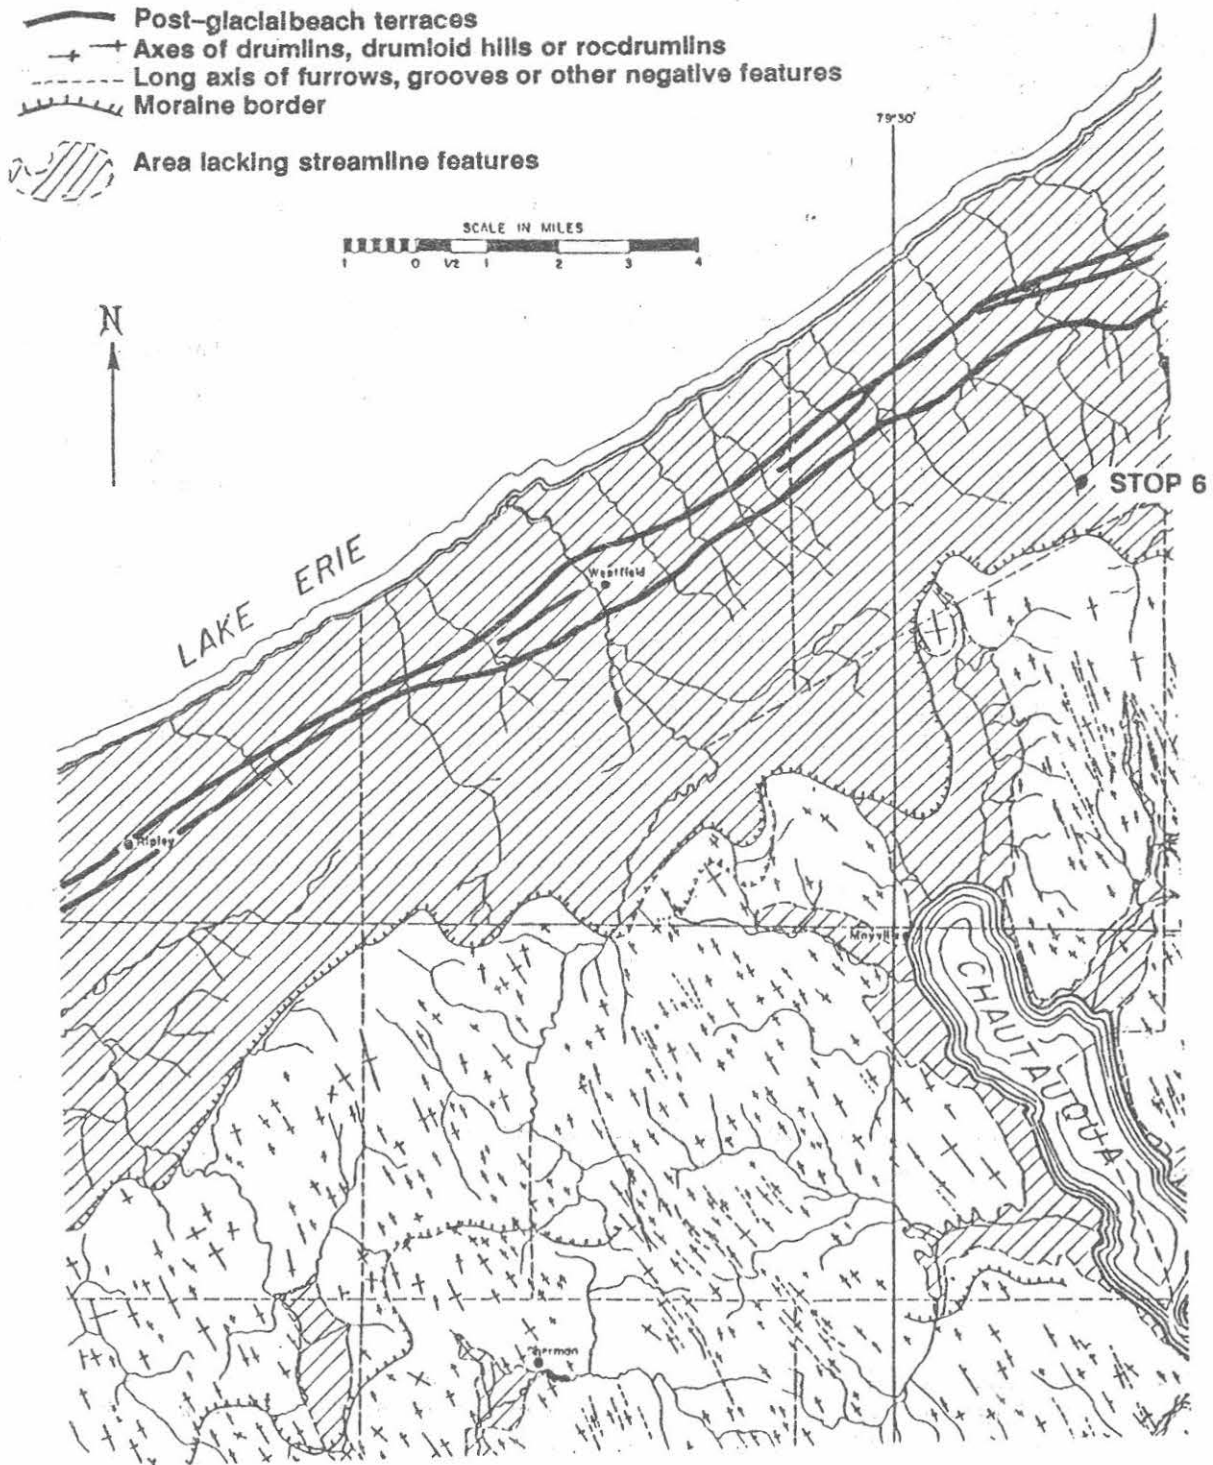 Post-glacialbeach terraces
Axes of drumlins, drumloid hills or rocdrumlins
Long axis of furrows, grooves or other negative features
Moraine border
Area lacking streamline features
79°30'
SCALE IN MILES
1 0 1/2 1 2 3 4
N
STOP 6
LAKE ERIE
Westfield
Ripley
Mayville
CHAUTAUQUA
Sherman